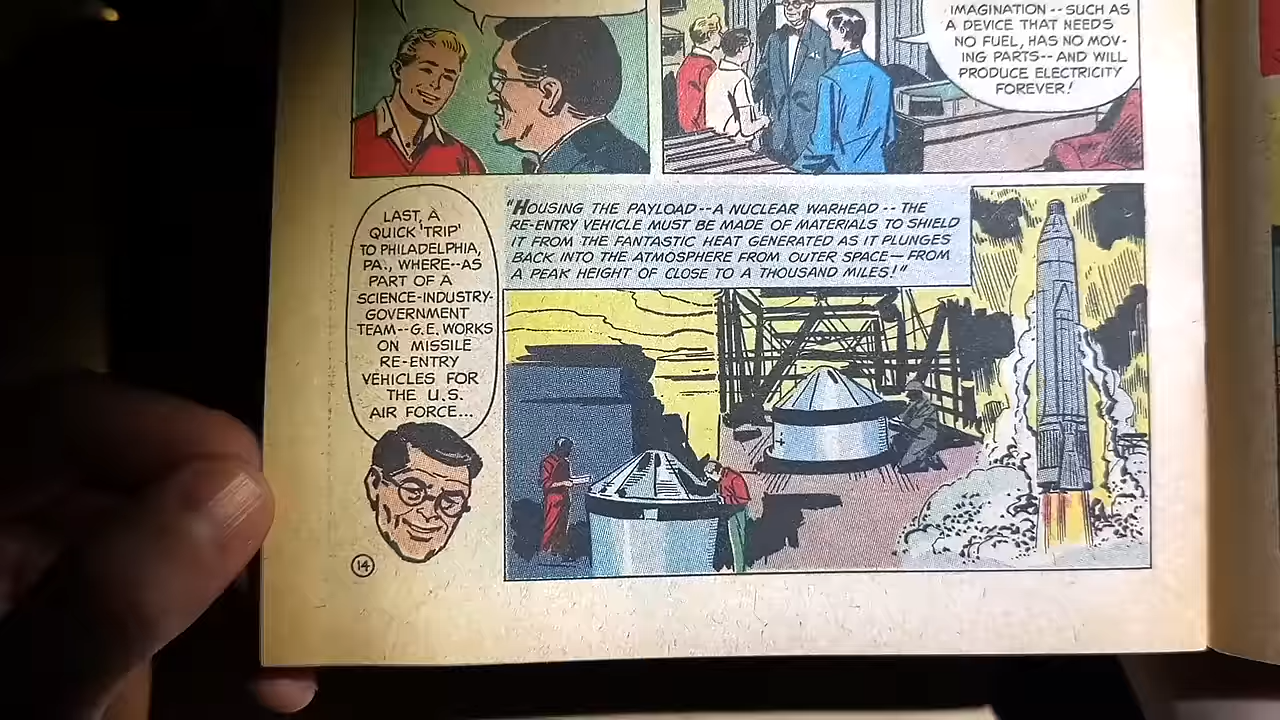 IMAGINATION -- SUCH AS
A DEVICE THAT NEEDS
NO FUEL, HAS NO MOV-
ING PARTS -- AND WILL
PRODUCE ELECTRICITY
FOREVER!
LAST, A
QUICK 'TRIP'
TO PHILADELPHIA,
PA., WHERE--AS
PART OF A
SCIENCE-INDUSTRY-
GOVERNMENT
TEAM--G.E. WORKS
ON MISSILE
RE-ENTRY
VEHICLES FOR
THE U.S.
AIR FORCE...
"HOUSING THE PAYLOAD--A NUCLEAR WARHEAD--THE
RE-ENTRY VEHICLE MUST BE MADE OF MATERIALS TO SHIELD
IT FROM THE FANTASTIC HEAT GENERATED AS IT PLUNGES
BACK INTO THE ATMOSPHERE FROM OUTER SPACE—FROM
A PEAK HEIGHT OF CLOSE TO A THOUSAND MILES!"
14